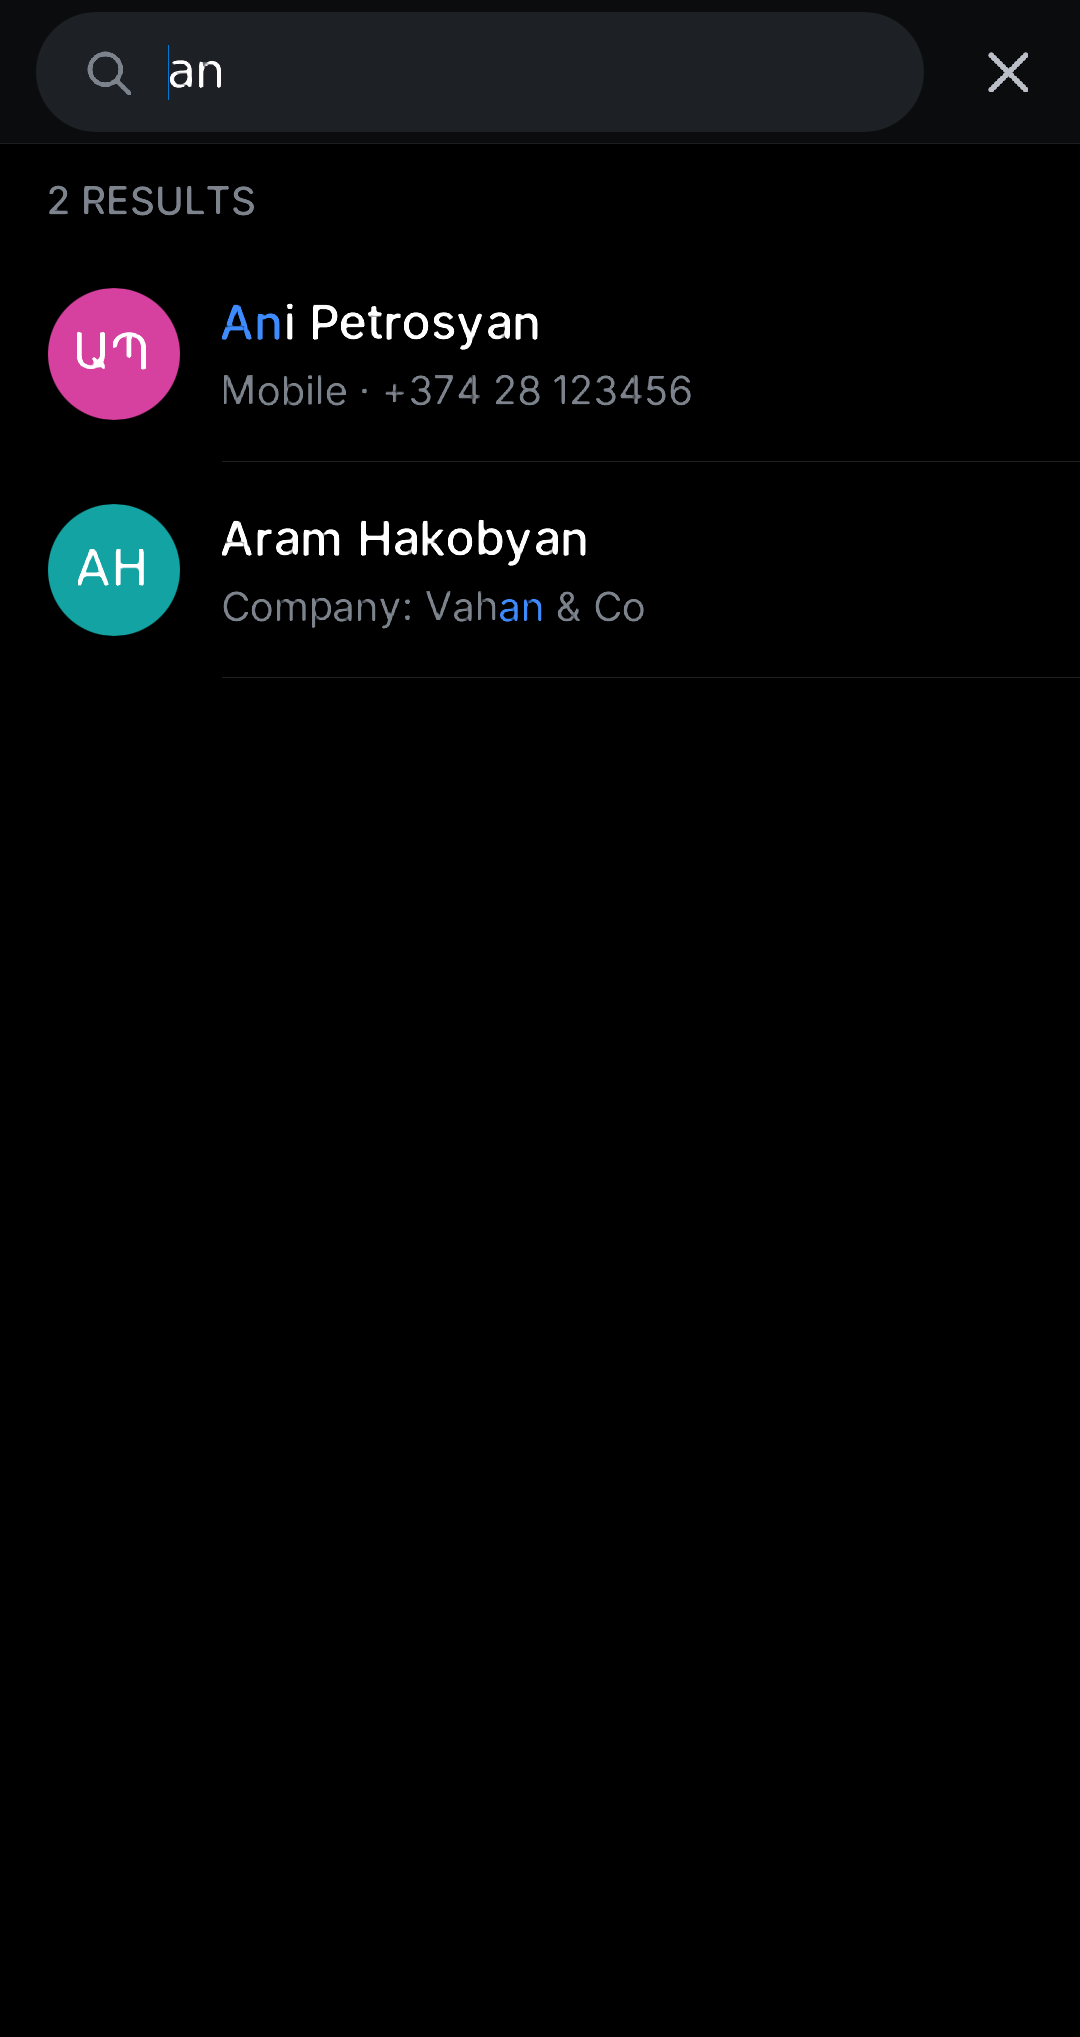 an
2 RESULTS
ԱՊ
Ani Petrosyan
Mobile · +374 28 123456
AH
Aram Hakobyan
Company: Vahan & Co